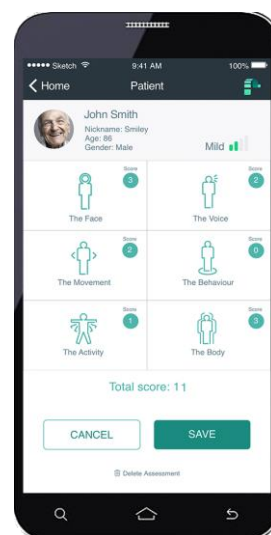 Sketch 9:41 AM 100%
Home Patient
John Smith
Nickname: Smiley
Age: 86
Gender: Male
Mild
Score Score
3 2
The Face The Voice
Score Score
2 0
The Movement The Behaviour
Score Score
1 3
The Activity The Body
Total score: 11
CANCEL SAVE
Delete Assessment